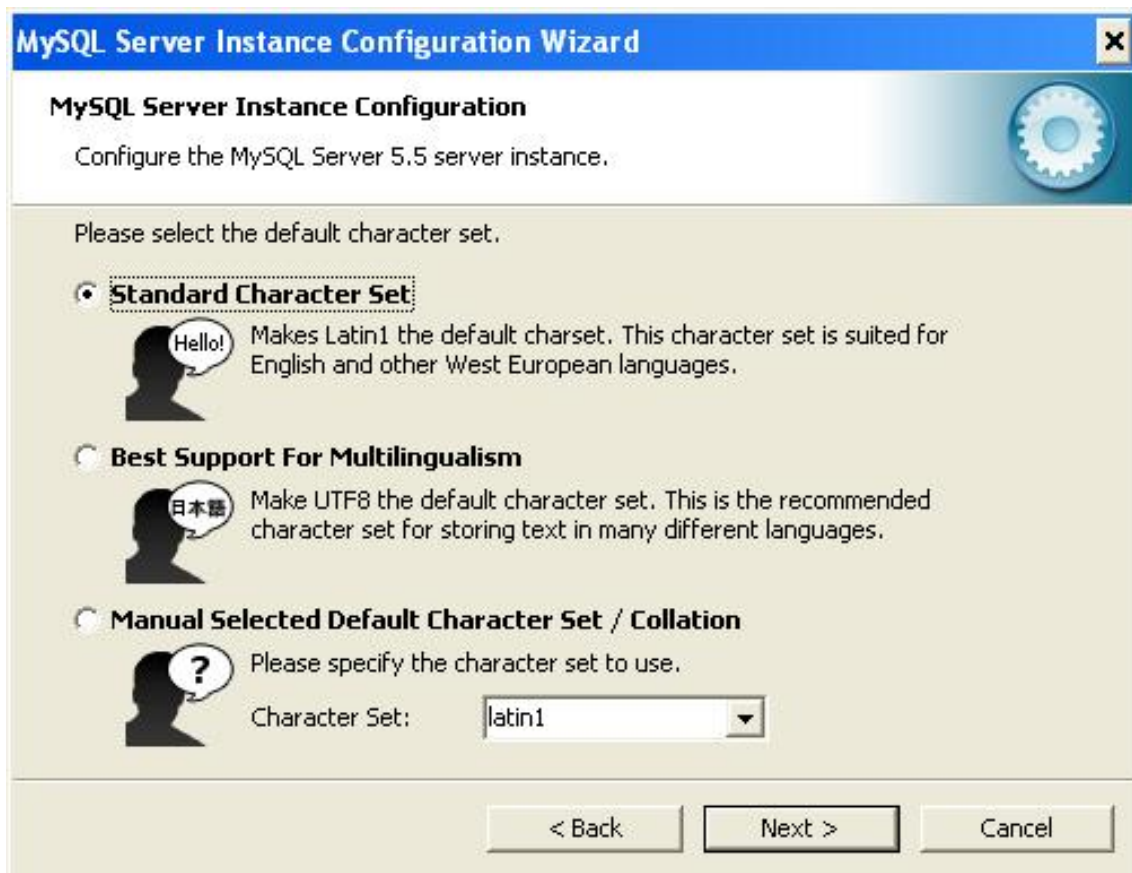 MySQL Server Instance Configuration Wizard
MySQL Server Instance Configuration
Configure the MySQL Server 5.5 server instance.
Please select the default character set.
Standard Character Set
Hello!
Makes Latin1 the default charset. This character set is suited for
English and other West European languages.
Best Support For Multilingualism
日本語
Make UTF8 the default character set. This is the recommended
character set for storing text in many different languages.
Manual Selected Default Character Set / Collation
?
Please specify the character set to use.
Character Set: latin1
< Back Next > Cancel